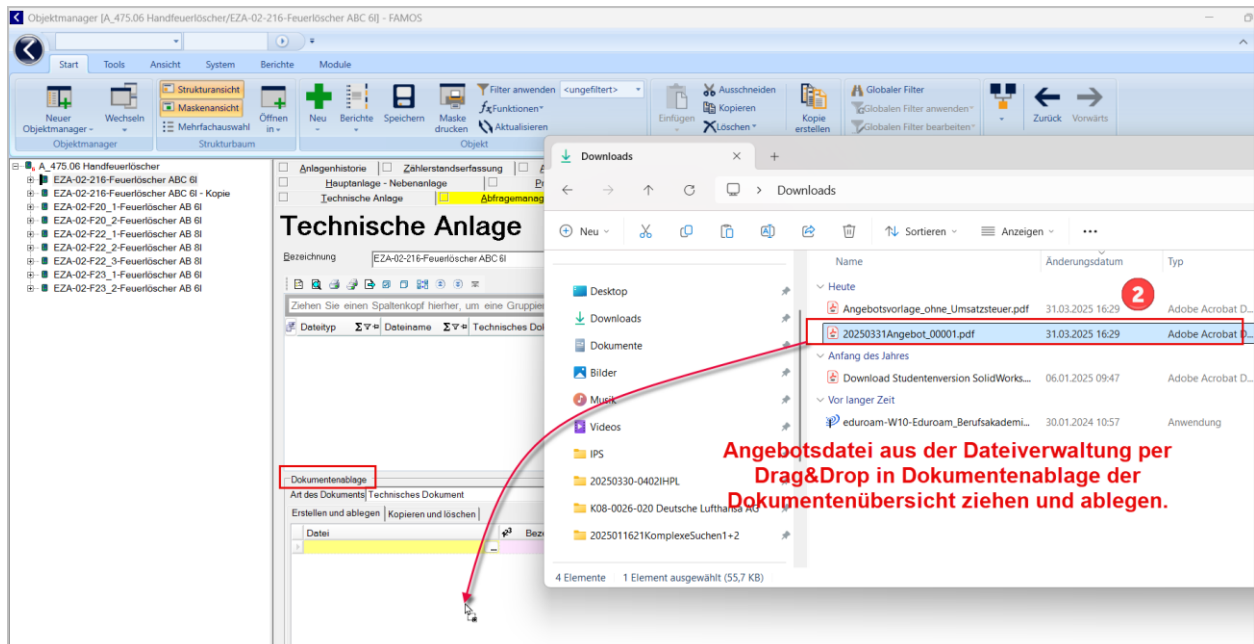 Objektmanager [A_475.06 Handfeuerlöscher/EZA-02-216-Feuerlöscher ABC 6l] - FAMOS
Start Tools Ansicht System Berichte Module
Neuer Objektmanager
Wechseln
Strukturansicht
Maskenansicht
Mehrfachauswahl
Öffnen in
Neu
Berichte
Speichern
Maske drucken
Filter anwenden <ungefiltert>
Funktionen
Aktualisieren
Einfügen
Ausschneiden
Kopieren
Löschen
Kopie erstellen
Globaler Filter
Globalen Filter anwenden
Globalen Filter bearbeiten
Zurück Vorwärts
Objektmanager Strukturbaum Objekt
A_475.06 Handfeuerlöscher
EZA-02-216-Feuerlöscher ABC 6l
EZA-02-216-Feuerlöscher ABC 6l - Kopie
EZA-02-F20_1-Feuerlöscher AB 6l
EZA-02-F20_2-Feuerlöscher AB 6l
EZA-02-F22_1-Feuerlöscher AB 8l
EZA-02-F22_2-Feuerlöscher AB 8l
EZA-02-F22_3-Feuerlöscher AB 8l
EZA-02-F23_1-Feuerlöscher AB 6l
EZA-02-F23_2-Feuerlöscher AB 6l
Anlagenhistorie Zählerstandserfassung
Hauptanlage - Nebenanlage
Technische Anlage Abfragemanag
Technische Anlage
Bezeichnung EZA-02-216-Feuerlöscher ABC 6l
Ziehen Sie einen Spaltenkopf hierher, um eine Gruppie
Dateityp Dateiname Technisches Dol
Dokumentenablage
Art des Dokuments Technisches Dokument
Erstellen und ablegen Kopieren und löschen
Datei Bez
Downloads
Downloads
Neu Sortieren Anzeigen
Name Änderungsdatum Typ
Desktop
Downloads
Dokumente
Bilder
Musik
Videos
IPS
20250330-0402IHPL
K08-0026-020 Deutsche Lufthansa AG
2025011621KomplexeSuchen1+2
Heute
Angebotsvorlage_ohne_Umsatzsteuer.pdf 31.03.2025 16:29 Adobe Acrobat D...
2
20250331Angebot_00001.pdf 31.03.2025 16:29 Adobe Acrobat D...
Anfang des Jahres
Download Studentenversion SolidWorks... 06.01.2025 09:47 Adobe Acrobat D...
Vor langer Zeit
eduroam-W10-Eduroam_Berufsakademi... 30.01.2024 10:57 Anwendung
Angebotsdatei aus der Dateiverwaltung per
Drag&Drop in Dokumentenablage der
Dokumentenübersicht ziehen und ablegen.
4 Elemente 1 Element ausgewählt (55,7 KB)